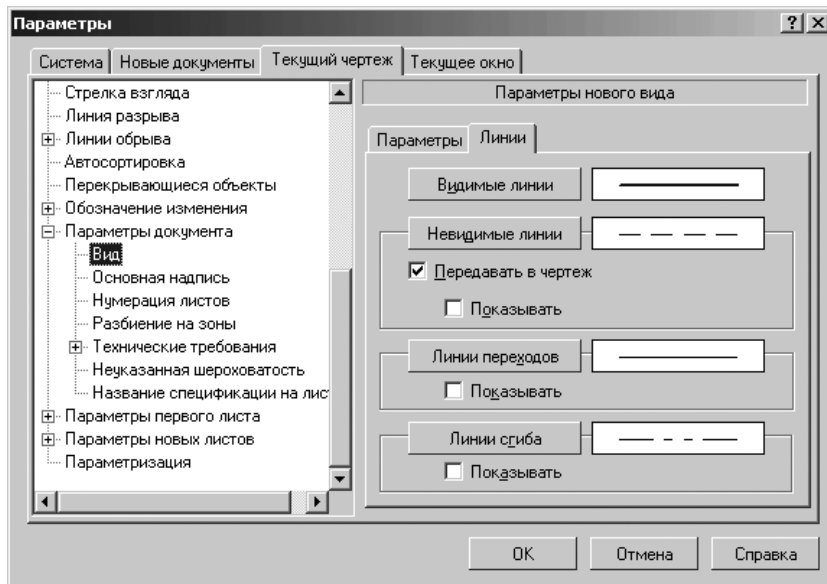 Параметры
Система Новые документы Текущий чертеж Текущее окно
Стрелка взгляда
Линия разрыва
Линии обрыва
Автосортировка
Перекрывающиеся объекты
Обозначение изменения
Параметры документа
Вид
Основная надпись
Нумерация листов
Разбиение на зоны
Технические требования
Неуказанная шероховатость
Название спецификации на лис
Параметры первого листа
Параметры новых листов
Параметризация
Параметры нового вида
Параметры Линии
Видимые линии
Невидимые линии
Передавать в чертеж
Показывать
Линии переходов
Показывать
Линии сгиба
Показывать
OK Отмена Справка